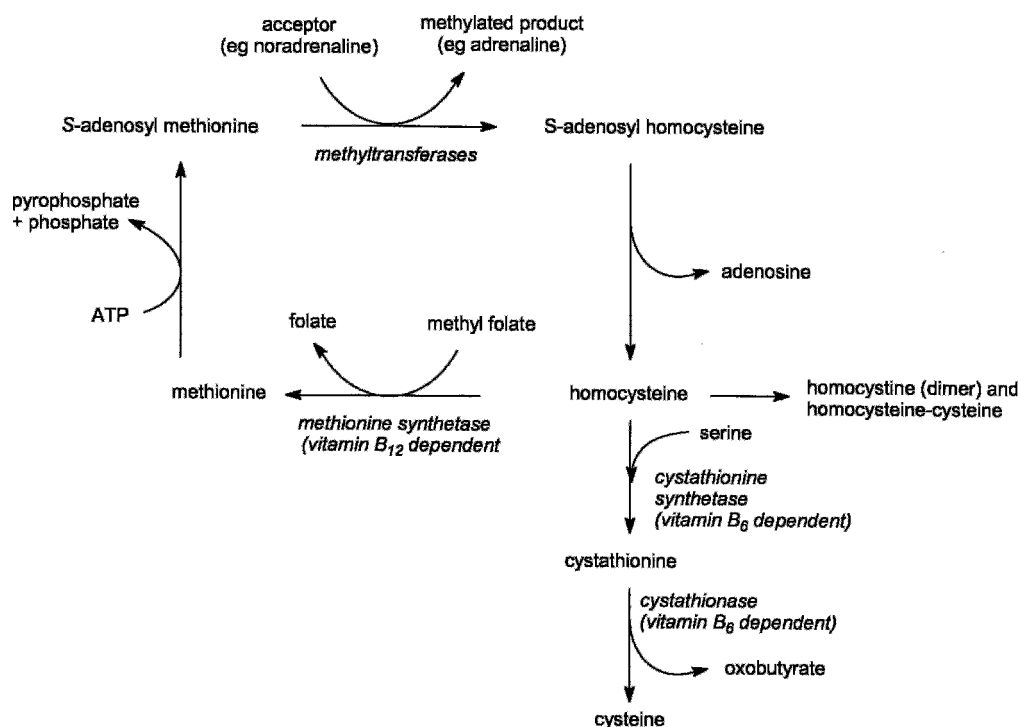 acceptor
(eg noradrenaline)
methylated product
(eg adrenaline)
S-adenosyl methionine
S-adenosyl homocysteine
methyltransferases
pyrophosphate
+ phosphate
adenosine
ATP
folate
methyl folate
methionine
homocysteine
homocystine (dimer) and
homocysteine-cysteine
methionine synthetase
(vitamin B12 dependent
serine
cystathionine
synthetase
(vitamin B6 dependent)
cystathionine
cystathionase
(vitamin B6 dependent)
oxobutyrate
cysteine